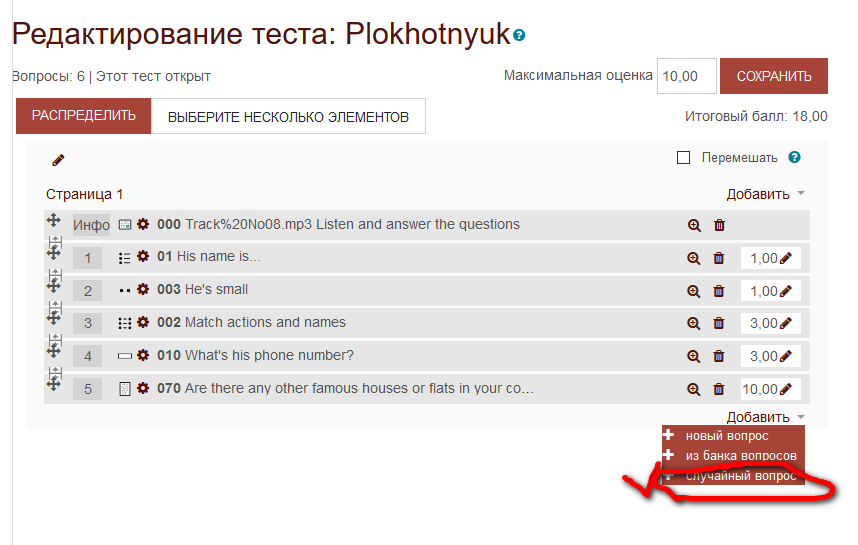 Редактирование теста: Plokhotnyuk
Вопросы: 6 | Этот тест открыт
Максимальная оценка 10,00 СОХРАНИТЬ
РАСПРЕДЕЛИТЬ ВЫБЕРИТЕ НЕСКОЛЬКО ЭЛЕМЕНТОВ
Итоговый балл: 18,00
Перемешать
Страница 1
Добавить
Инфо 000 Track%20No08.mp3 Listen and answer the questions
1 01 His name is... 1,00
2 003 He's small 1,00
3 002 Match actions and names 3,00
4 010 What's his phone number? 3,00
5 070 Are there any other famous houses or flats in your co... 10,00
Добавить
новый вопрос
из банка вопросов
случайный вопрос